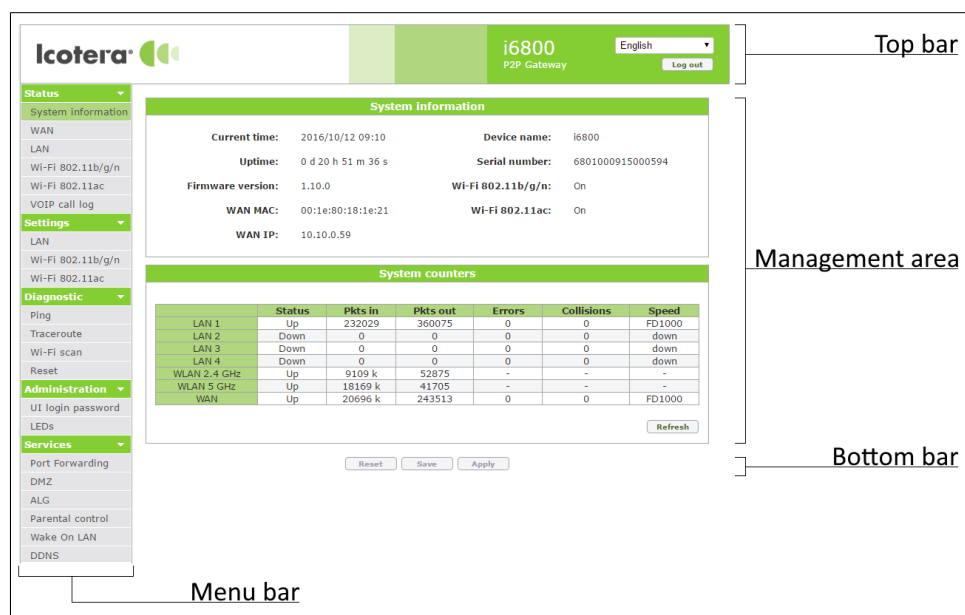 Icotera
i6800
P2P Gateway
English
Log out
Top bar
Status
System information
WAN
LAN
Wi-Fi 802.11b/g/n
Wi-Fi 802.11ac
VOIP call log
Settings
LAN
Wi-Fi 802.11b/g/n
Wi-Fi 802.11ac
Diagnostic
Ping
Traceroute
Wi-Fi scan
Reset
Administration
UI login password
LEDs
Services
Port Forwarding
DMZ
ALG
Parental control
Wake On LAN
DDNS
Menu bar
System information
Current time: 2016/10/12 09:10 Device name: i6800
Uptime: 0 d 20 h 51 m 36 s Serial number: 6801000915000594
Firmware version: 1.10.0 Wi-Fi 802.11b/g/n: On
WAN MAC: 00:1e:80:18:1e:21 Wi-Fi 802.11ac: On
WAN IP: 10.10.0.59
Management area
System counters
Status Pkts in Pkts out Errors Collisions Speed
LAN 1 Up 232029 360075 0 0 FD1000
LAN 2 Down 0 0 0 0 down
LAN 3 Down 0 0 0 0 down
LAN 4 Down 0 0 0 0 down
WLAN 2.4 GHz Up 9109 k 52875 - - -
WLAN 5 GHz Up 18169 k 41705 - - -
WAN Up 20696 k 243513 0 0 FD1000
Refresh
Reset Save Apply
Bottom bar